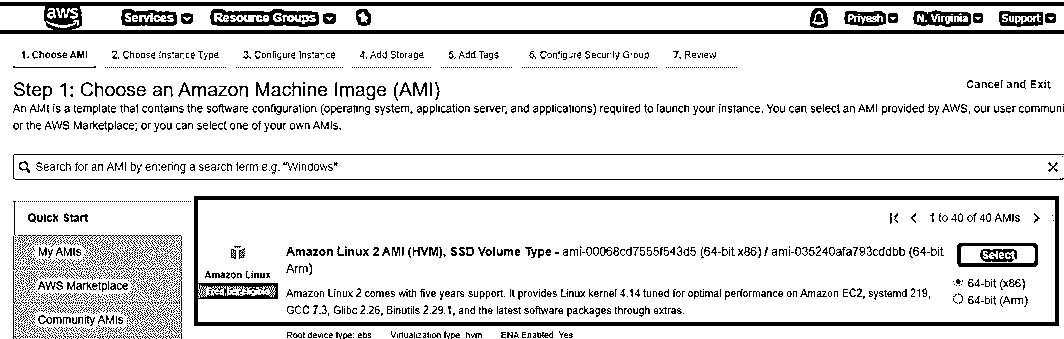 aws Services Resource Groups Priyesh N. Virginia Support
1. Choose AMI 2. Choose Instance Type 3. Configure Instance 4. Add Storage 5. Add Tags 6. Configure Security Group 7. Review
Step 1: Choose an Amazon Machine Image (AMI)
Cancel and Exit
An AMI is a template that contains the software configuration (operating system, application server, and applications) required to launch your instance. You can select an AMI provided by AWS, our user communi
or the AWS Marketplace; or you can select one of your own AMIs.
Search for an AMI by entering a search term e.g. "Windows"
Quick Start
My AMIs
AWS Marketplace
Community AMIs
1 to 40 of 40 AMIs
Amazon Linux
Amazon Linux 2 AMI (HVM), SSD Volume Type - ami-00068cd7555f543d5 (64-bit x86) / ami-035240afa793cddbb (64-bit
Arm)
Amazon Linux 2 comes with five years support. It provides Linux kernel 4.14 tuned for optimal performance on Amazon EC2, systemd 219,
GCC 7.3, Glibc 2.26, Binutils 2.29.1, and the latest software packages through extras.
Root device type: ebs Virtualization type: hvm ENA Enabled: Yes
Select
64-bit (x86)
64-bit (Arm)